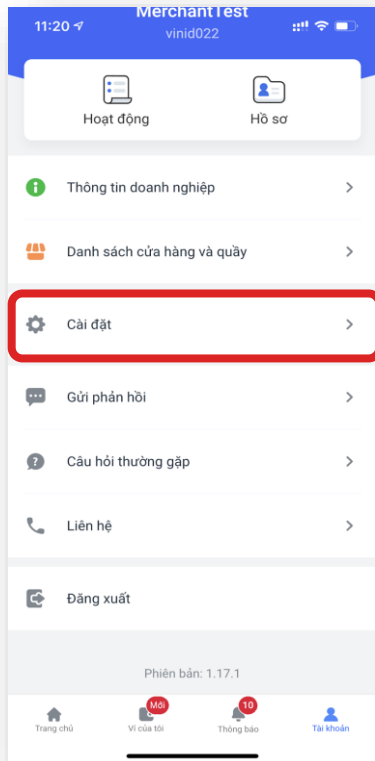 MerchantTest
11:20
vinid022
Hoạt động
Hồ sơ
Thông tin doanh nghiệp
Danh sách cửa hàng và quầy
Cài đặt
Gửi phản hồi
Câu hỏi thường gặp
Liên hệ
Đăng xuất
Phiên bản: 1.17.1
Mới
10
Trang chủ
Ví của tôi
Thông báo
Tài khoản